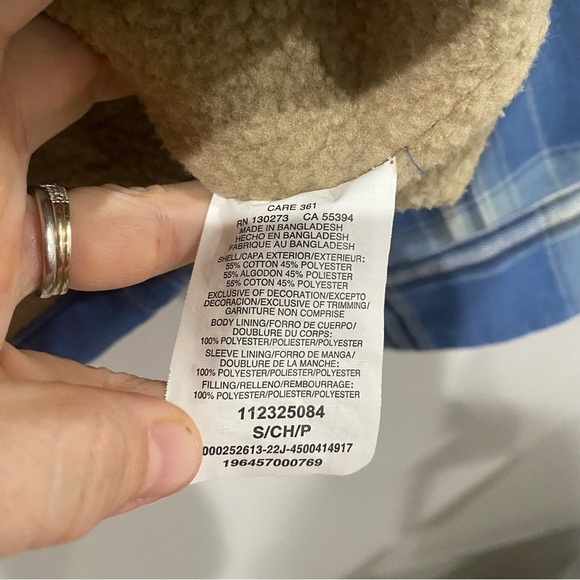 CARE 361
RN 130273 CA 55394
MADE IN BANGLADESH
HECHO EN BANGLADESH
FABRIQUE AU BANGLADESH
SHELL/CAPA EXTERIOR/EXTERIEUR:
55% COTTON 45% POLYESTER
55% ALGODON 45% POLIESTER
55% COTON 45% POLYESTER
EXCLUSIVE OF DECORATION/EXCEPTO
DECORACION/EXCLUSIVE OF TRIMMING/
GARNITURE NON COMPRISE
BODY LINING/FORRO DE CUERPO/
DOUBLURE DU CORPS:
100% POLYESTER/POLIESTER/POLYESTER
SLEEVE LINING/FORRO DE MANGA/
DOUBLURE DE LA MANCHE:
100% POLYESTER/POLIESTER/POLYESTER
FILLING/RELLENO/REMBOURRAGE:
100% POLYESTER/POLIESTER/POLYESTER
112325084
S/CH/P
000252613-22J-4500414917
196457000769